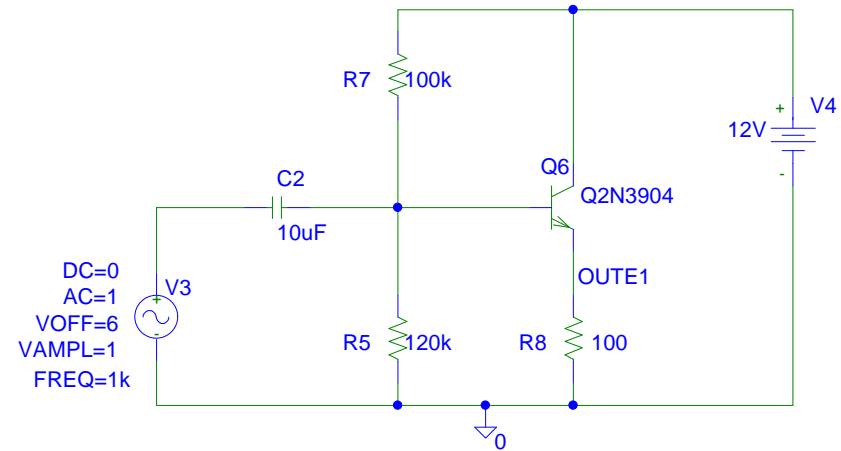 R7
100k
V4
+
12V
-
Q6
Q2N3904
C2
10uF
OUTE1
DC=0
AC=1
VOFF=6
VAMPL=1
FREQ=1k
V3
+
-
R5
120k
R8
100
0